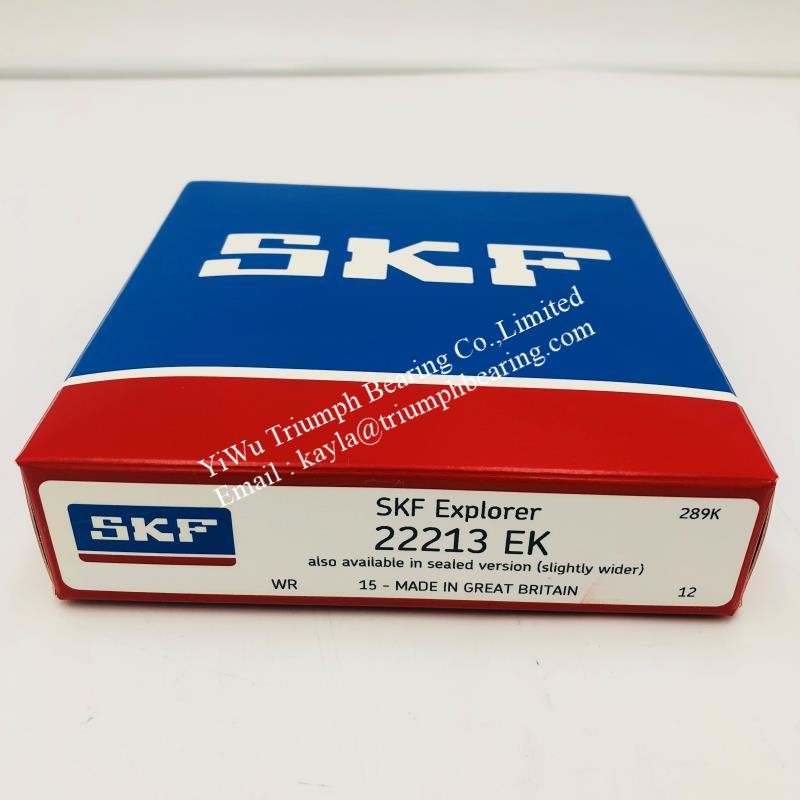 SKF
YiWu Triumph Bearing Co.,Limited
Email : kayla@triumphbearing.com
SKF
SKF Explorer
289K
22213 EK
also available in sealed version (slightly wider)
WR 15 - MADE IN GREAT BRITAIN 12